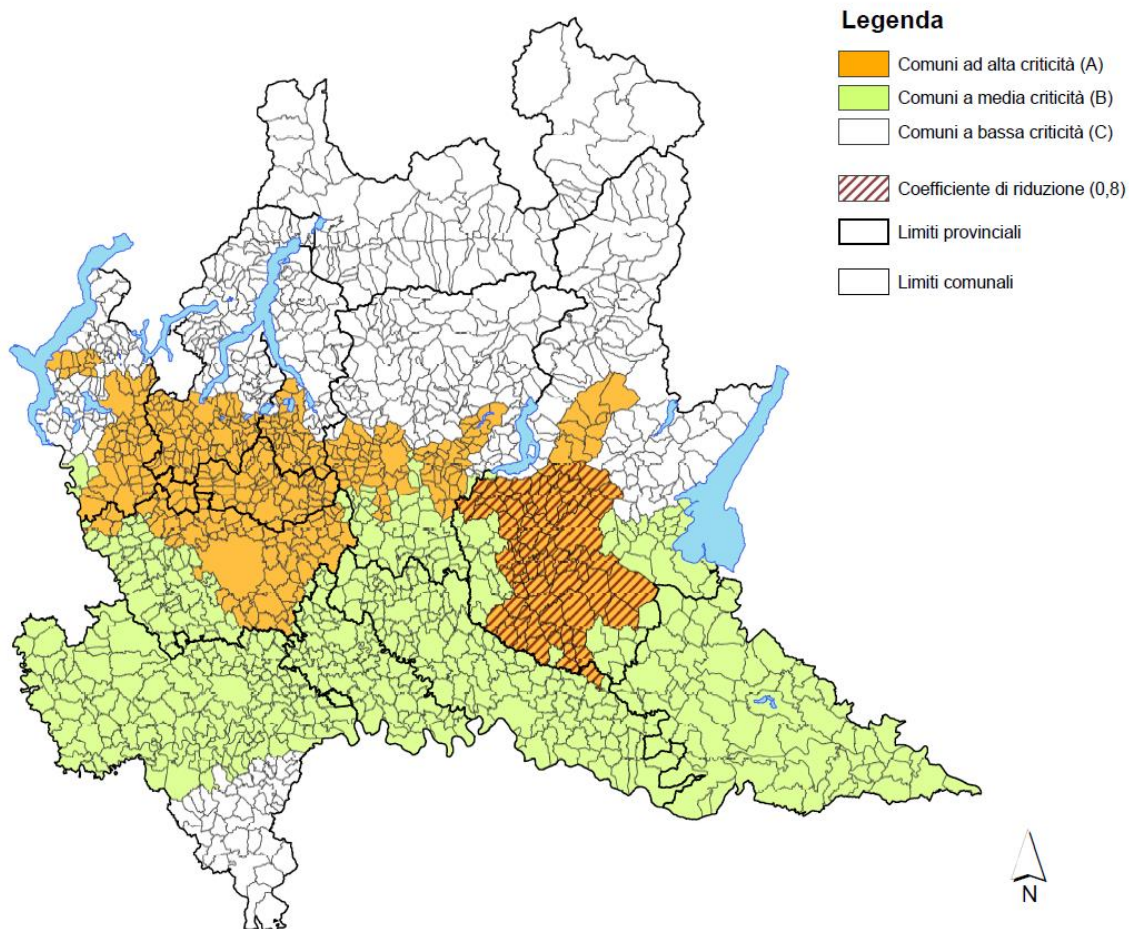 Legenda
Comuni ad alta criticità (A)
Comuni a media criticità (B)
Comuni a bassa criticità (C)
Coefficiente di riduzione (0,8)
Limiti provinciali
Limiti comunali
N